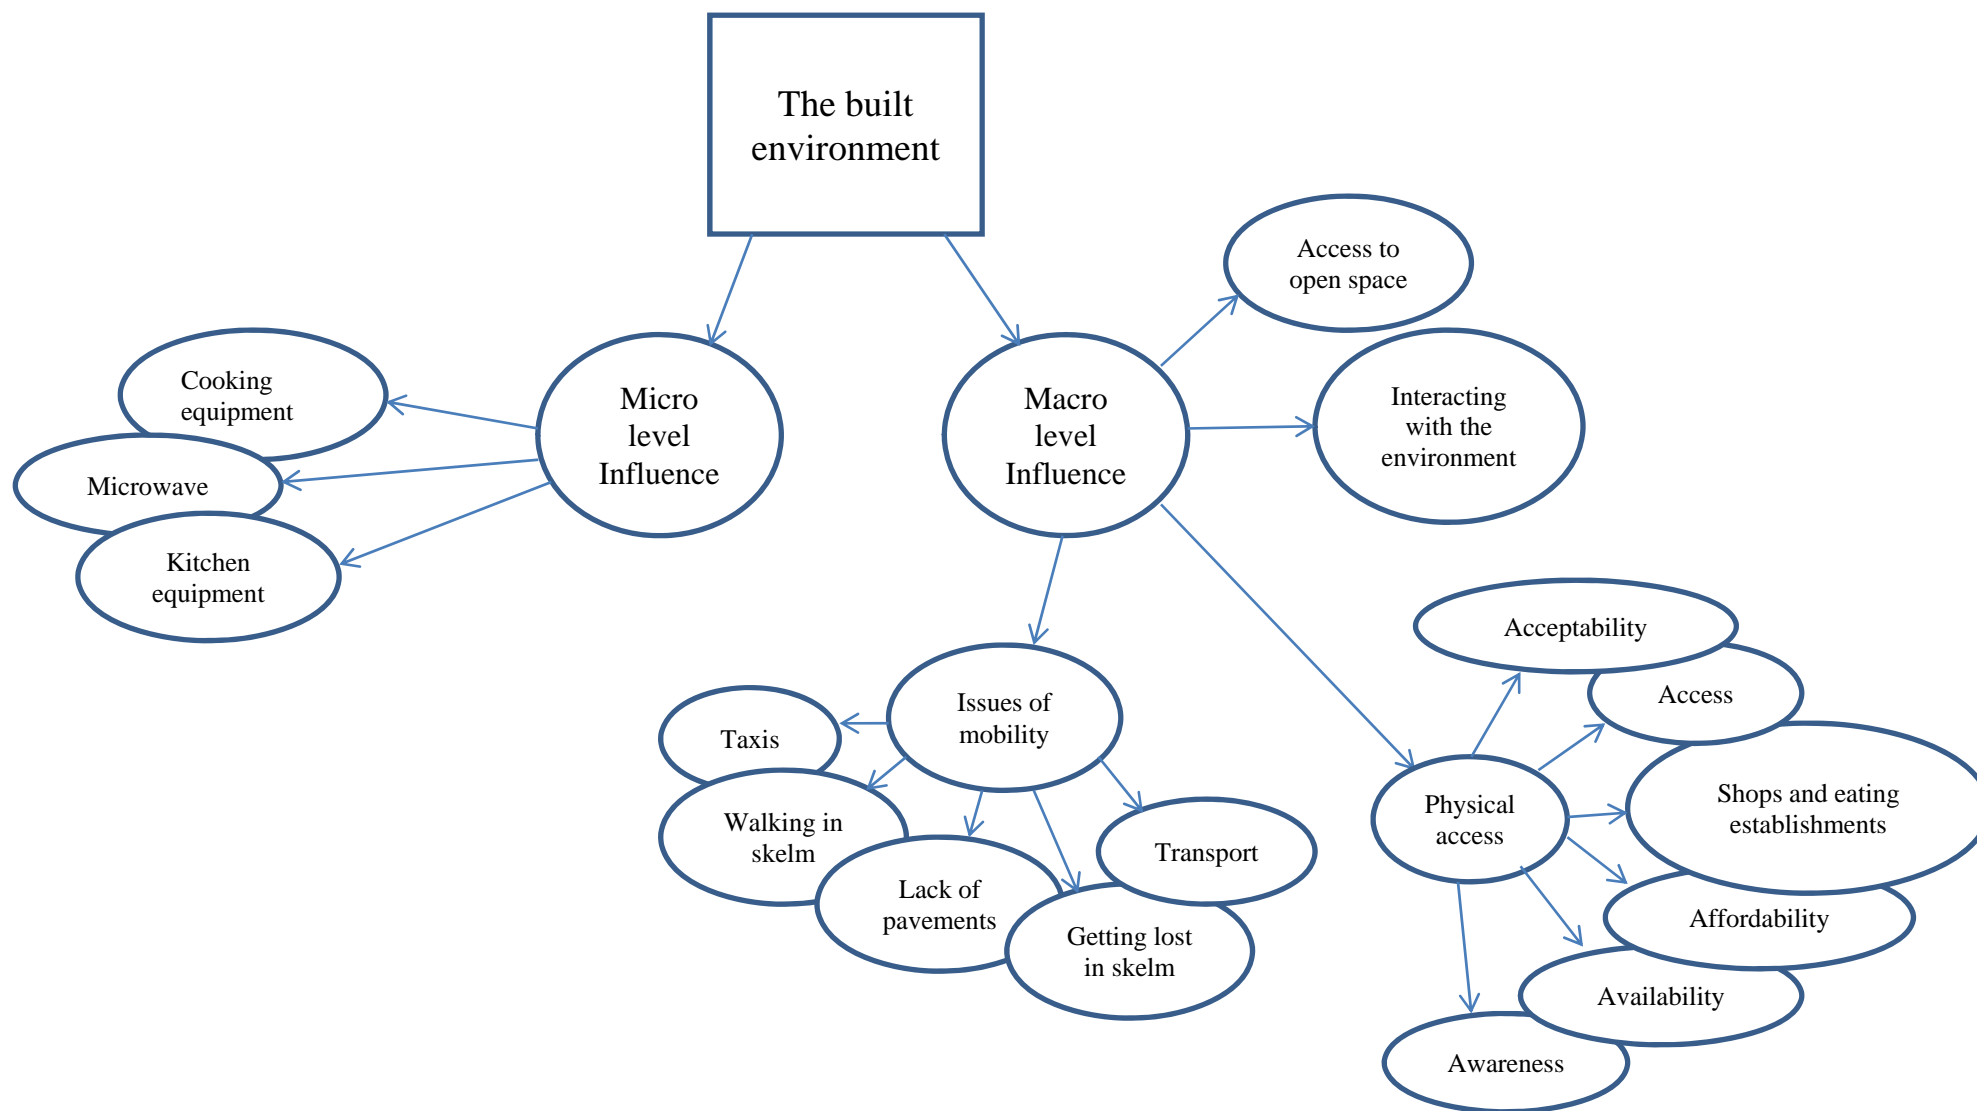 The built
environment
Access to
open space
Cooking
equipment
Micro
level
Influence
Macro
level
Influence
Interacting
with the
environment
Microwave
Kitchen
equipment
Acceptability
Access
Issues of
mobility
Taxis
Walking in
skelm
Lack of
pavements
Getting lost
in skelm
Transport
Physical
access
Shops and eating
establishments
Affordability
Availability
Awareness